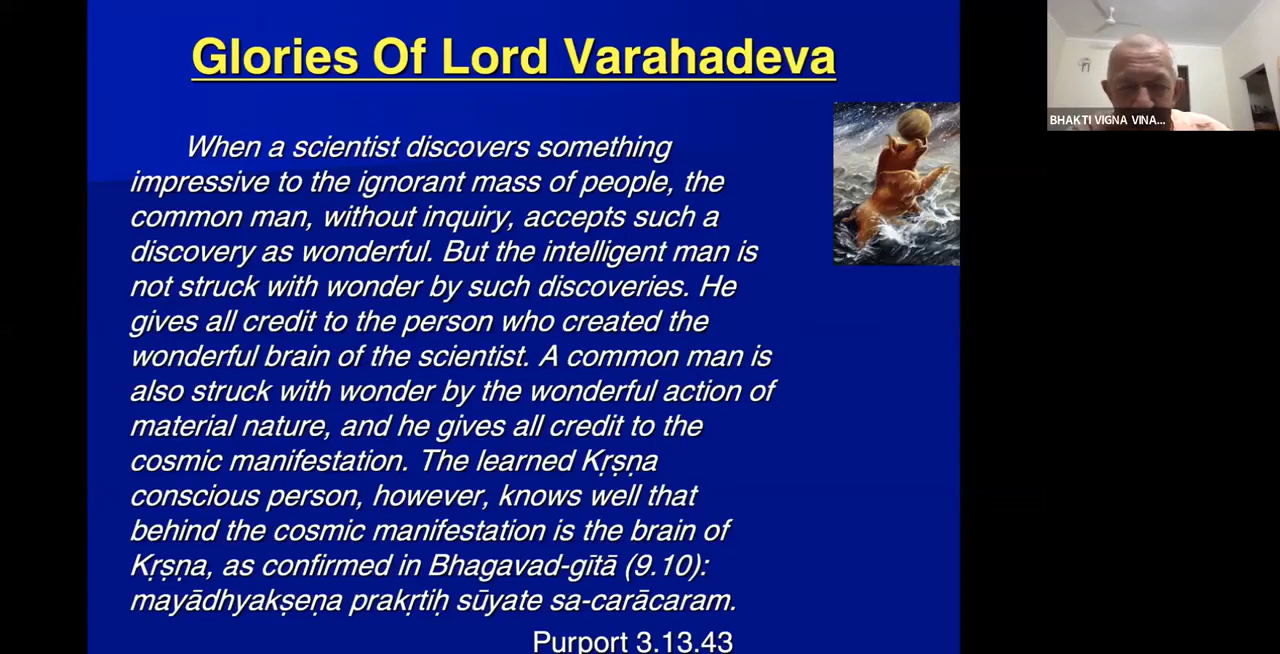 Glories Of Lord Varahadeva
When a scientist discovers something
impressive to the ignorant mass of people, the
common man, without inquiry, accepts such a
discovery as wonderful. But the intelligent man is
not struck with wonder by such discoveries. He
gives all credit to the person who created the
wonderful brain of the scientist. A common man is
also struck with wonder by the wonderful action of
material nature, and he gives all credit to the
cosmic manifestation. The learned Kṛṣṇa
conscious person, however, knows well that
behind the cosmic manifestation is the brain of
Kṛṣṇa, as confirmed in Bhagavad-gītā (9.10):
mayādhyakṣeṇa prakṛtiḥ sūyate sa-carācaram.
Purport 3.13.43
BHAKTI VIGNA VINA...